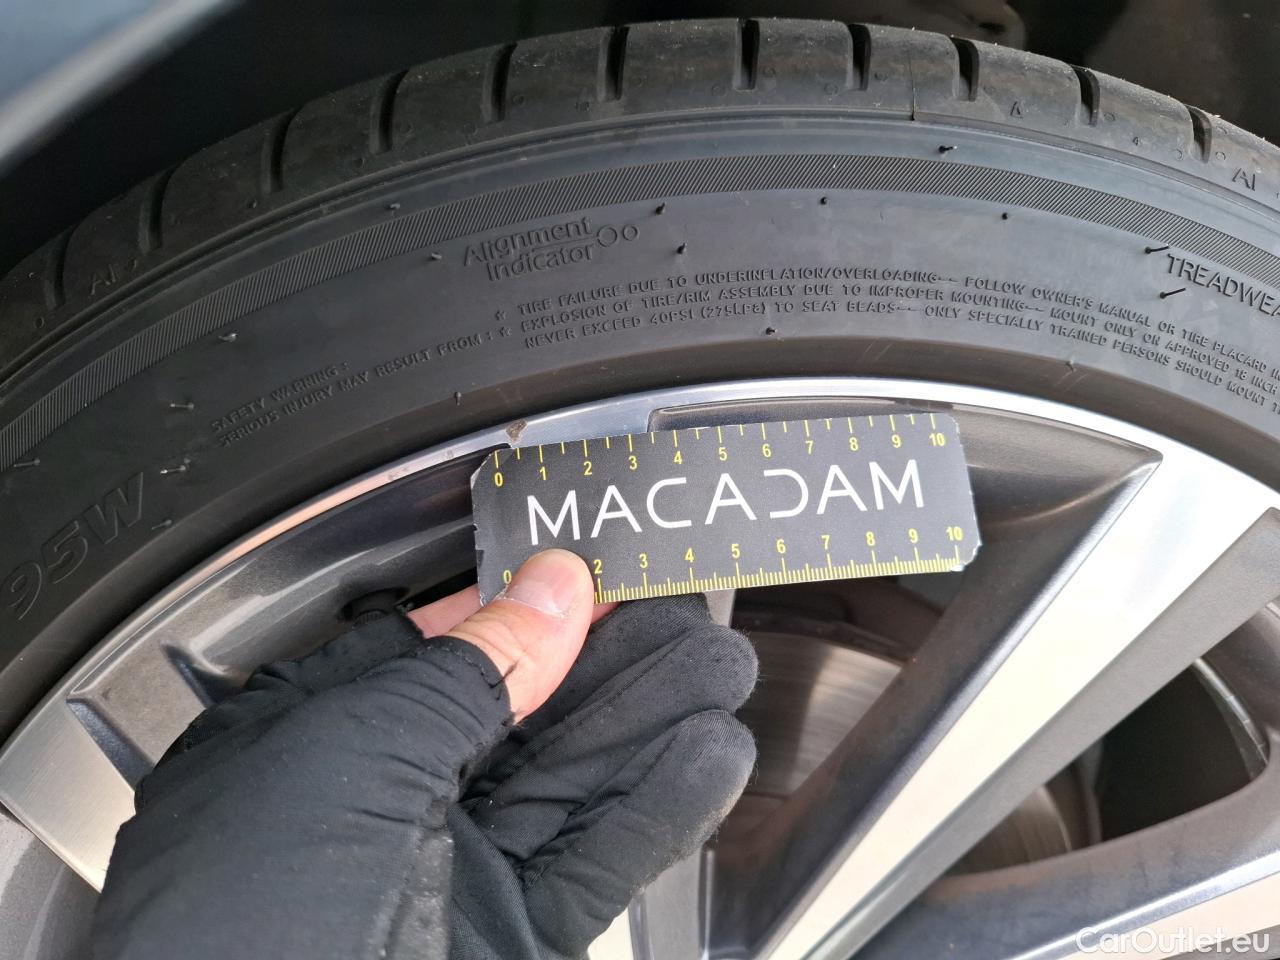 AI
AI
Alignment
Indicator
TREADWEA
SAFETY WARNING :
SERIOUS INJURY MAY RESULT FROM :
★ TIRE FAILURE DUE TO UNDERINFLATION/OVERLOADING— FOLLOW OWNER'S MANUAL OR TIRE PLACARD IN
★ EXPLOSION OF TIRE/RIM ASSEMBLY DUE TO IMPROPER MOUNTING— MOUNT ONLY ON APPROVED 18 INCH
NEVER EXCEED 40PSI (275kPa) TO SEAT BEADS— ONLY SPECIALLY TRAINED PERSONS SHOULD MOUNT T
95W
0 1 2 3 4 5 6 7 8 9 10
MACADAM
0 2 3 4 5 6 7 8 9 10
CarOutlet.eu